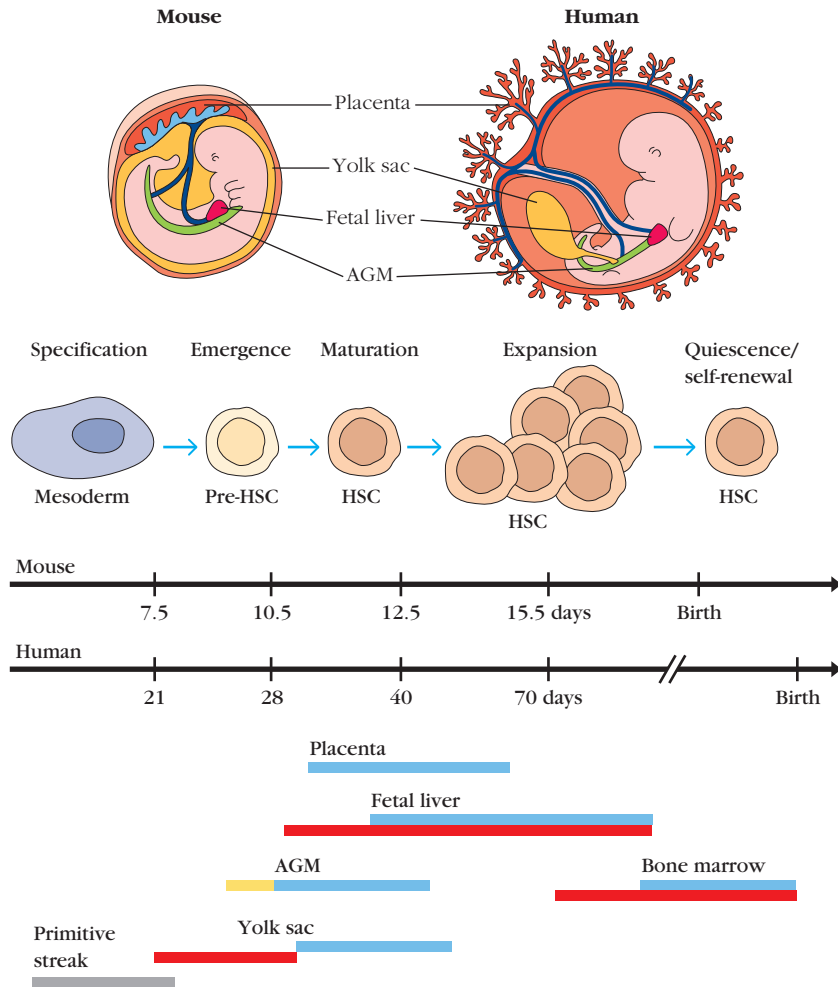 Mouse
Human
Placenta
Yolk sac
Fetal liver
AGM
Specification
Emergence
Maturation
Expansion
Quiescence/
self-renewal
Mesoderm
Pre-HSC
HSC
HSC
HSC
Mouse
7.5
10.5
12.5
15.5 days
Birth
Human
21
28
40
70 days
Birth
Placenta
Fetal liver
AGM
Bone marrow
Yolk sac
Primitive
streak